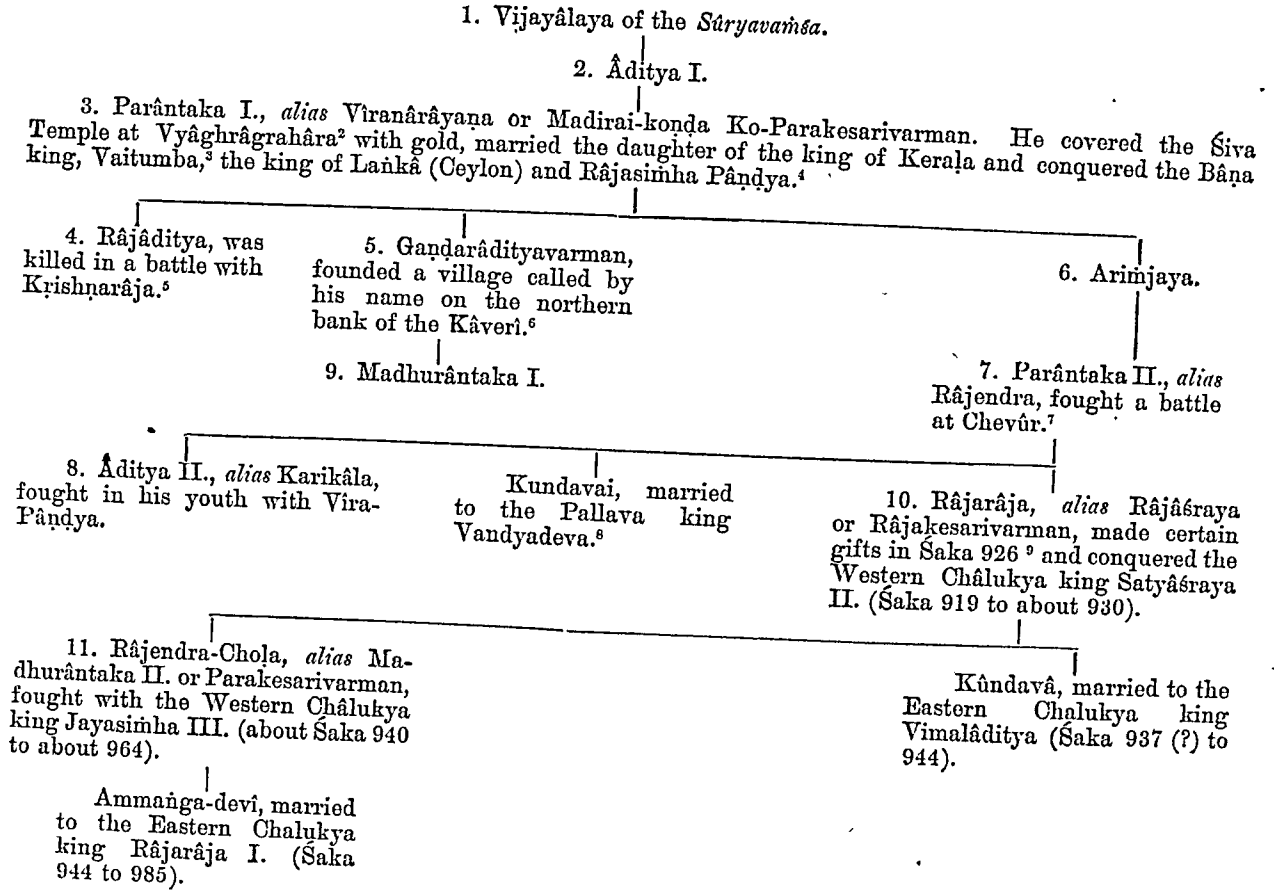 1. Vijayâlaya of the Sûryavaṁśa.
2. Âditya I.
3. Parântaka I., alias Vîranârâyaṇa or Madirai-koṇḍa Ko-Parakesarivarman. He covered the Śiva
Temple at Vyâghrâgrahâra² with gold, married the daughter of the king of Keraḷa and conquered the Bâṇa
king, Vaitumba,³ the king of Laṅkâ (Ceylon) and Râjasiṁha Pâṇḍya.⁴
4. Râjâditya, was
killed in a battle with
Kṛishṇarâja.⁵
5. Gaṇḍarâdityavarman,
founded a village called by
his name on the northern
bank of the Kâverî.⁶
6. Ariṁjaya.
9. Madhurântaka I.
7. Parântaka II., alias
Râjendra, fought a battle
at Chevûr.⁷
8. Âditya II., alias Karikâla,
fought in his youth with Vîra-
Pâṇḍya.
Kundavai, married
to the Pallava king
Vandyadeva.⁸
10. Râjarâja, alias Râjâśraya
or Râjakesarivarman, made certain
gifts in Śaka 926 ⁹ and conquered the
Western Châlukya king Satyâśraya
II. (Śaka 919 to about 930).
11. Râjendra-Choḷa, alias Ma-
dhurântaka II. or Parakesarivarman,
fought with the Western Châlukya
king Jayasiṁha III. (about Śaka 940
to about 964).
Kûndavâ, married to the
Eastern Chalukya king
Vimalâditya (Śaka 937 (?) to
944).
Ammaṅga-devî, married
to the Eastern Chalukya
king Râjarâja I. (Śaka
944 to 985).